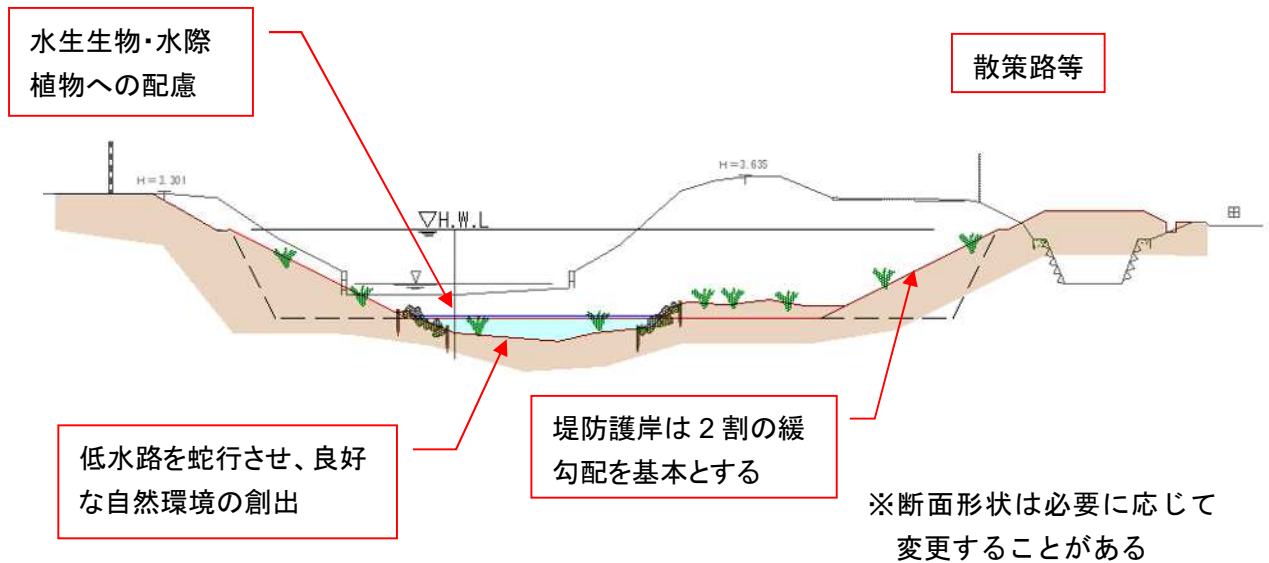 水生生物・水際
植物への配慮
散策路等
H=3.301
H=3.635
▽H.W.L
田
低水路を蛇行させ、良好
な自然環境の創出
堤防護岸は2割の緩
勾配を基本とする
※断面形状は必要に応じて
変更することがある